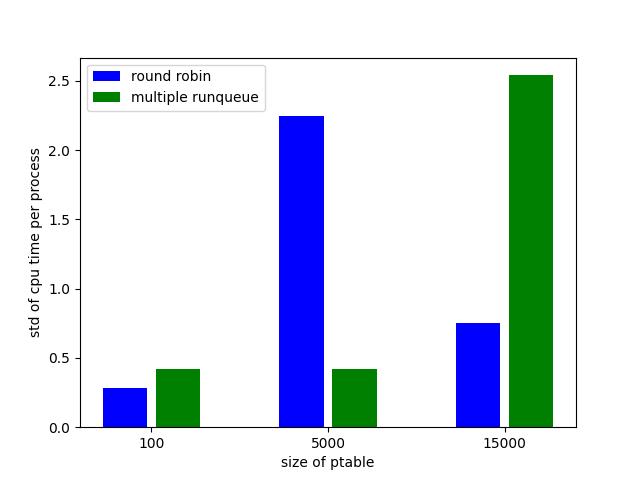 round robin
multiple runqueue
std of cpu time per process
2.5
2.0
1.5
1.0
0.5
0.0
100 5000 15000
size of ptable